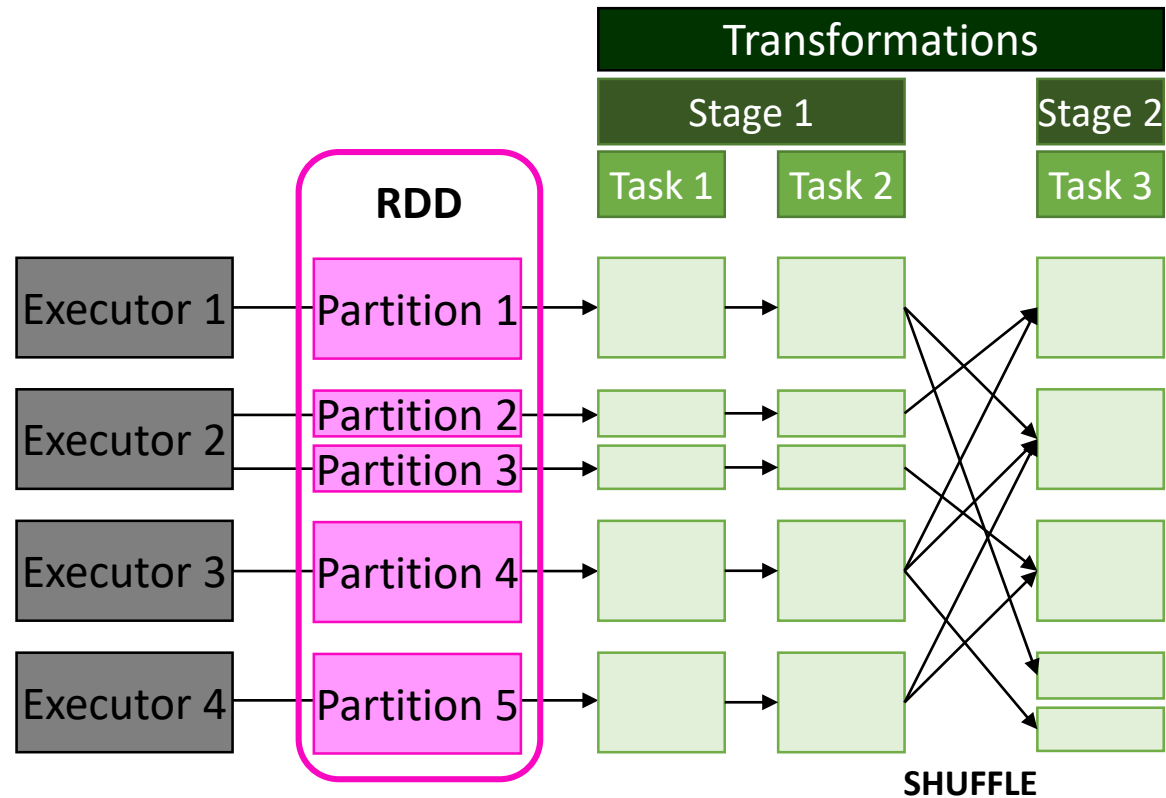 Transformations
Stage 1
Stage 2
Task 1
Task 2
Task 3
RDD
Executor 1
Partition 1
Executor 2
Partition 2
Partition 3
Executor 3
Partition 4
Executor 4
Partition 5
SHUFFLE